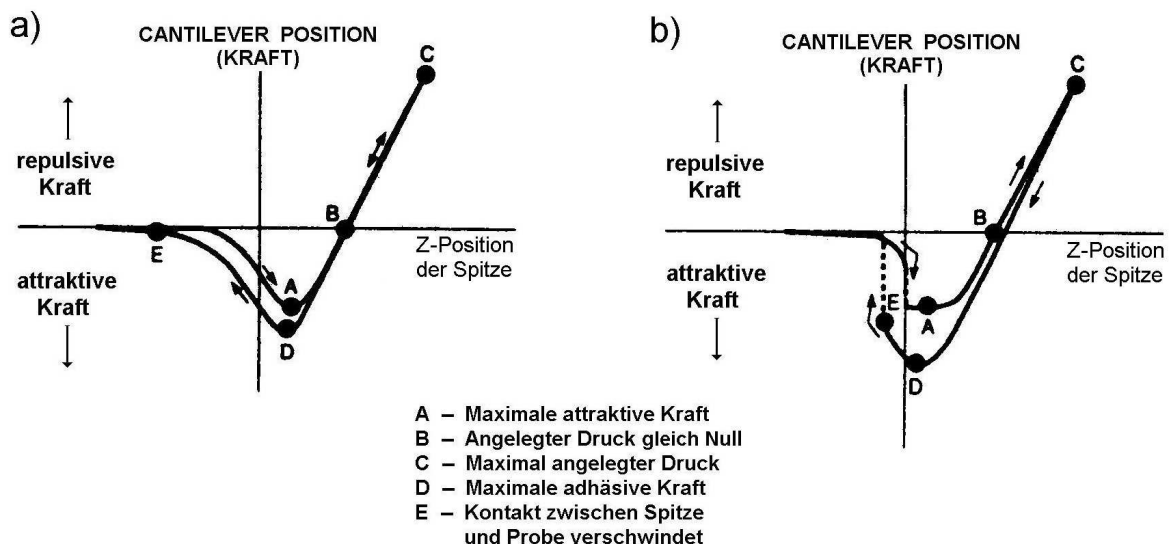 a)
CANTILEVER POSITION
(KRAFT)
C
repulsive
Kraft
B
E
Z-Position
der Spitze
A
attraktive
Kraft
D
b)
CANTILEVER POSITION
(KRAFT)
C
repulsive
Kraft
B
Z-Position
der Spitze
attraktive
Kraft
E
A
D
A – Maximale attraktive Kraft
B – Angelegter Druck gleich Null
C – Maximal angelegter Druck
D – Maximale adhäsive Kraft
E – Kontakt zwischen Spitze
und Probe verschwindet